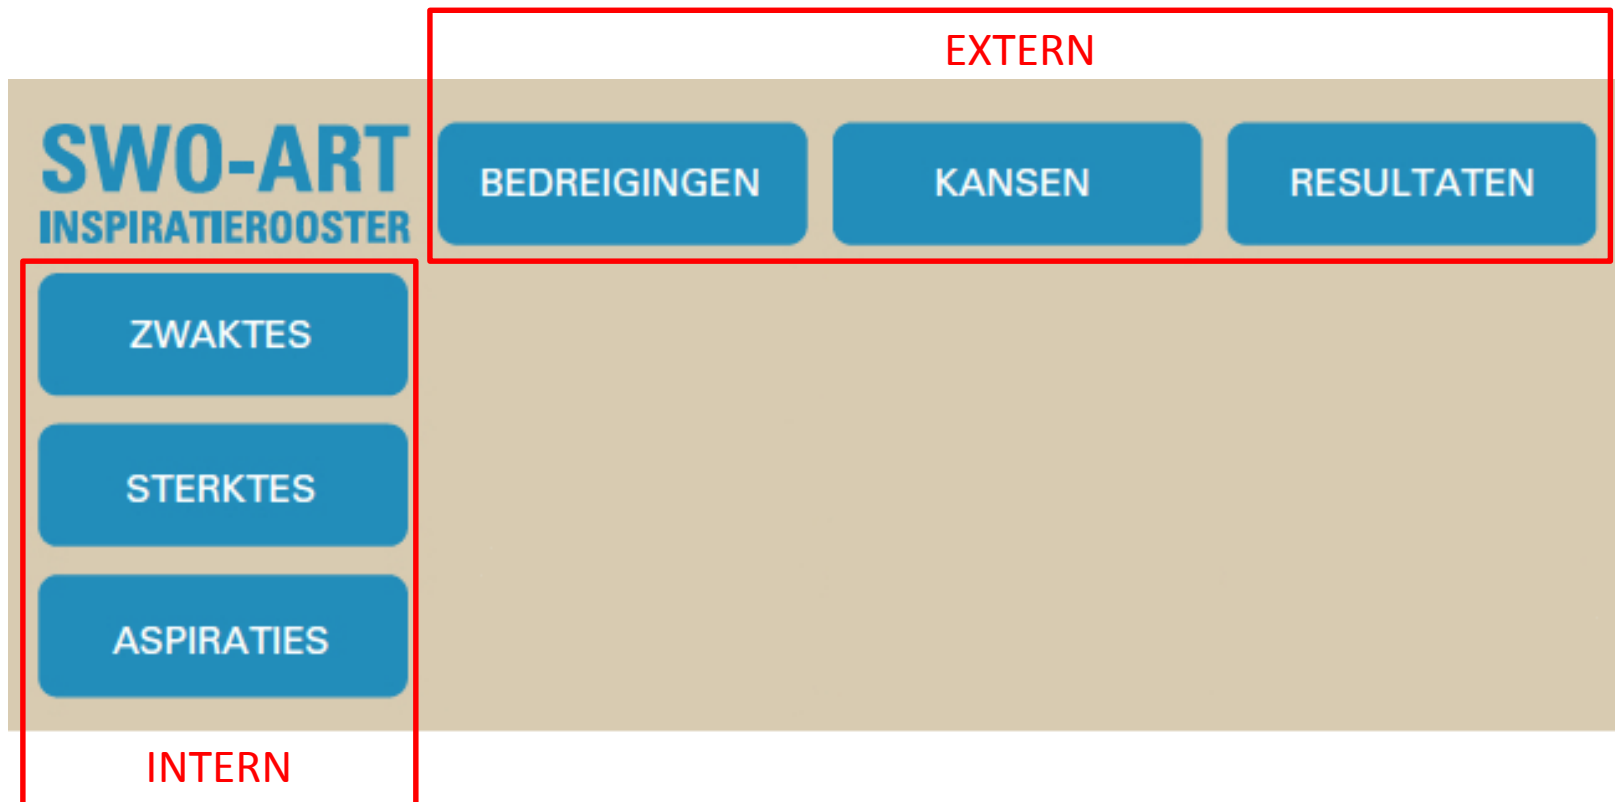 EXTERN
SWO-ART
INSPIRATIEROOSTER
BEDREIGINGEN
KANSEN
RESULTATEN
ZWAKTES
STERKTES
ASPIRATIES
INTERN